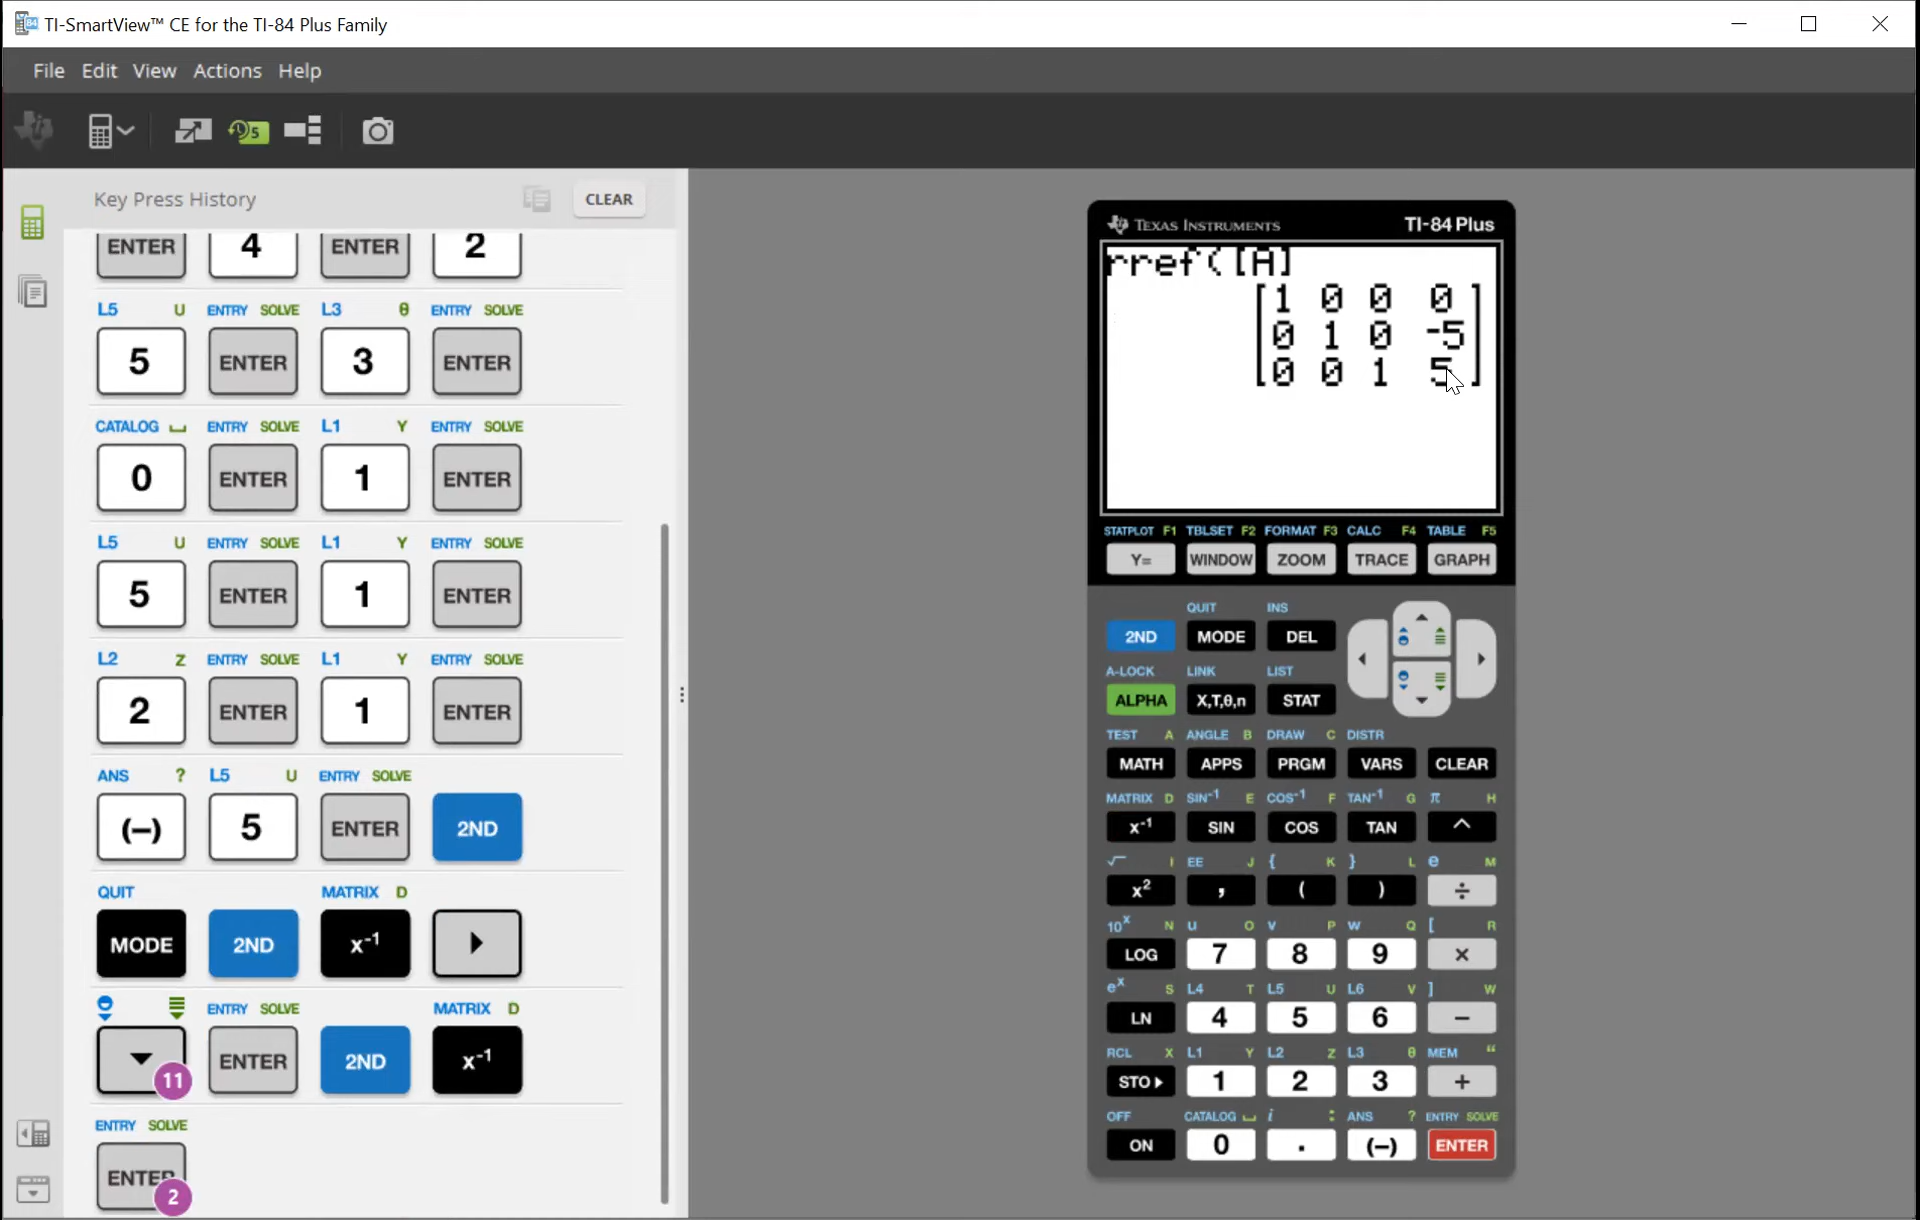 TI-SmartView™ CE for the TI-84 Plus Family
File Edit View Actions Help
5
Key Press History CLEAR
ENTER 4 ENTER 2
L5 U ENTRY SOLVE L3 θ ENTRY SOLVE
5 ENTER 3 ENTER
CATALOG ⎵ ENTRY SOLVE L1 Y ENTRY SOLVE
0 ENTER 1 ENTER
L5 U ENTRY SOLVE L1 Y ENTRY SOLVE
5 ENTER 1 ENTER
L2 Z ENTRY SOLVE L1 Y ENTRY SOLVE
2 ENTER 1 ENTER
ANS ? L5 U ENTRY SOLVE
(−) 5 ENTER 2ND
QUIT MATRIX D
MODE 2ND x⁻¹
ENTRY SOLVE MATRIX D
11 ENTER 2ND x⁻¹
ENTRY SOLVE
ENTER 2
TEXAS INSTRUMENTS TI-84 Plus
rref([A]
[1 0 0 0]
[0 1 0 -5]
[0 0 1 5]
STATPLOT F1 TBLSET F2 FORMAT F3 CALC F4 TABLE F5
Y= WINDOW ZOOM TRACE GRAPH
QUIT INS
2ND MODE DEL
A-LOCK LINK LIST
ALPHA X,T,θ,n STAT
TEST A ANGLE B DRAW C DISTR
MATH APPS PRGM VARS CLEAR
MATRIX D SIN⁻¹ E COS⁻¹ F TAN⁻¹ G π H
x⁻¹ SIN COS TAN ^
√ I EE J { K } L e M
x² , ( ) ÷
10ˣ N u O v P w Q [ R
LOG 7 8 9 ×
eˣ S L4 T L5 U L6 V ] W
LN 4 5 6 −
RCL X L1 Y L2 Z L3 θ MEM "
STO▸ 1 2 3 +
OFF CATALOG ⎵ i : ANS ? ENTRY SOLVE
ON 0 . (−) ENTER